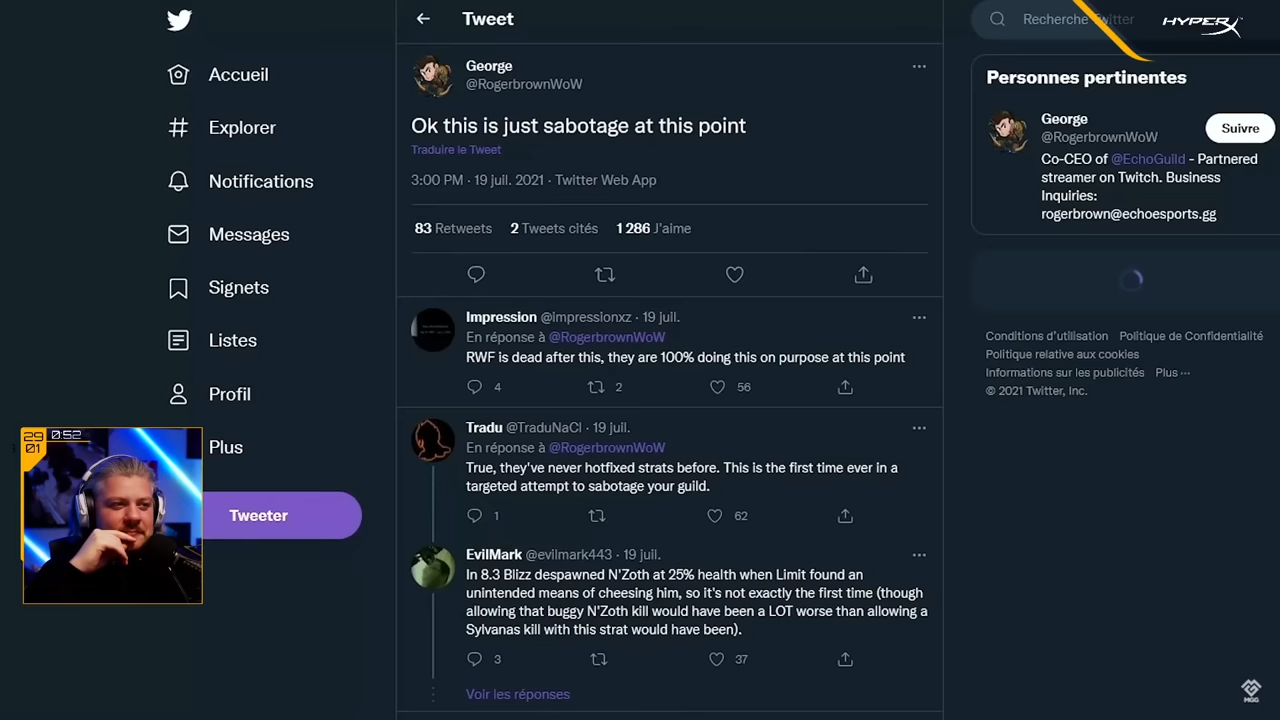 Tweet
Recherche Twitter
HYPERX
Accueil
Explorer
Notifications
Messages
Signets
Listes
Profil
Plus
Tweeter
29
01
0:52
George
@RogerbrownWoW
Ok this is just sabotage at this point
Traduire le Tweet
3:00 PM · 19 juil. 2021 · Twitter Web App
83 Retweets 2 Tweets cités 1 286 J'aime
Impression @impressionxz · 19 juil.
En réponse à @RogerbrownWoW
RWF is dead after this, they are 100% doing this on purpose at this point
4 2 56
Tradu @TraduNaCl · 19 juil.
En réponse à @RogerbrownWoW
True, they've never hotfixed strats before. This is the first time ever in a
targeted attempt to sabotage your guild.
1 62
EvilMark @evilmark443 · 19 juil.
In 8.3 Blizz despawned N'Zoth at 25% health when Limit found an
unintended means of cheesing him, so it's not exactly the first time (though
allowing that buggy N'Zoth kill would have been a LOT worse than allowing a
Sylvanas kill with this strat would have been).
3 37
Voir les réponses
Personnes pertinentes
George
@RogerbrownWoW
Suivre
Co-CEO of @EchoGuild - Partnered
streamer on Twitch. Business
Inquiries:
rogerbrown@echoesports.gg
Conditions d'utilisation Politique de Confidentialité
Politique relative aux cookies
Informations sur les publicités Plus ···
© 2021 Twitter, Inc.
MGG